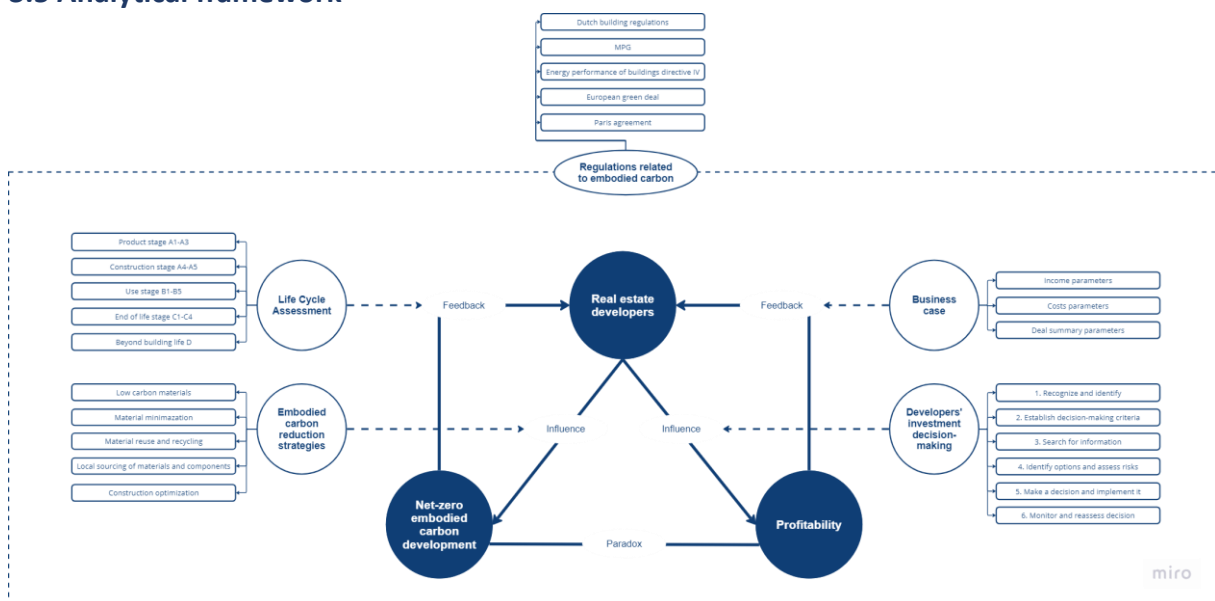 Dutch building regulations
MPG
Energy performance of buildings directive IV
European green deal
Paris agreement
Regulations related
to embodied carbon
Product stage A1-A3
Construction stage A4-A5
Use stage B1-B5
End of life stage C1-C4
Beyond building life D
Life Cycle
Assessment
Feedback
Real estate
developers
Feedback
Business
case
Income parameters
Costs parameters
Deal summary parameters
Low carbon materials
Material minimazation
Material reuse and recycling
Local sourcing of materials and components
Construction optimization
Embodied
carbon
reduction
strategies
Influence
Influence
Developers'
investment
decision-
making
1. Recognize and identify
2. Establish decision-making criteria
3. Search for information
4. Identify options and assess risks
5. Make a decision and implement it
6. Monitor and reassess decision
Net-zero
embodied
carbon
development
Paradox
Profitability
miro